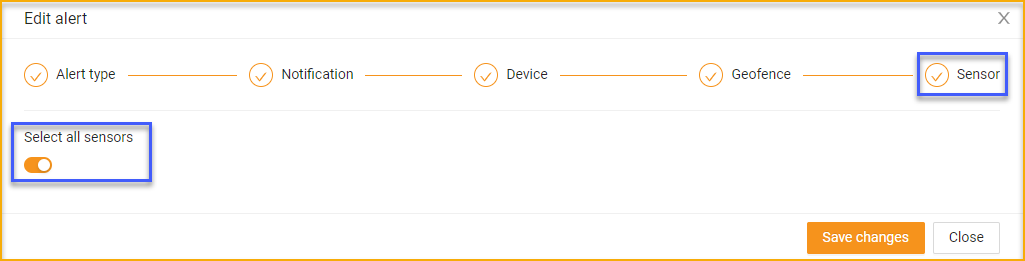 Edit alert X
Alert type Notification Device Geofence Sensor
Select all sensors
Save changes Close